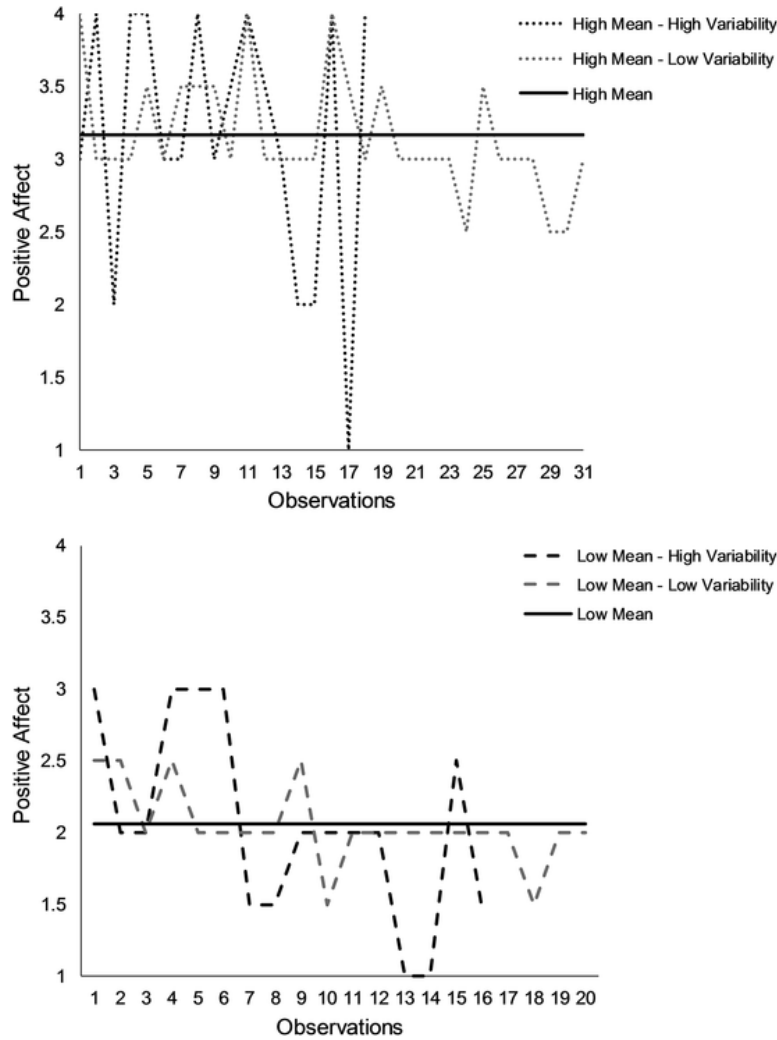 4
3.5
3
2.5
2
1.5
1
Positive Affect
High Mean - High Variability
High Mean - Low Variability
High Mean
1 3 5 7 9 11 13 15 17 19 21 23 25 27 29 31
Observations
4
3.5
3
2.5
2
1.5
1
Positive Affect
Low Mean - High Variability
Low Mean - Low Variability
Low Mean
1 2 3 4 5 6 7 8 9 10 11 12 13 14 15 16 17 18 19 20
Observations